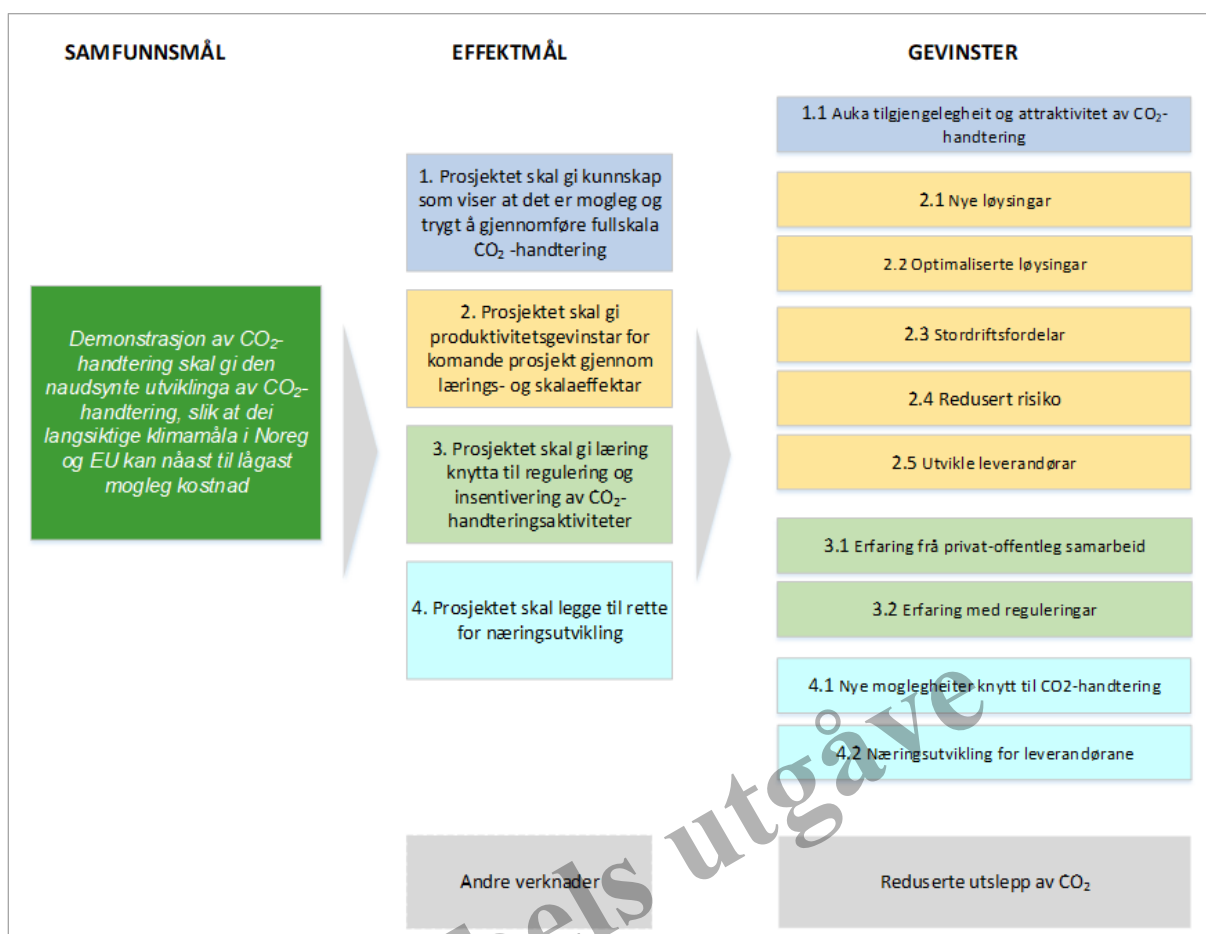 SAMFUNNSMÅL
EFFEKTMÅL
GEVINSTER
Demonstrasjon av CO₂-
handtering skal gi den
naudsynte utviklinga av CO₂-
handtering, slik at dei
langsiktige klimamåla i Noreg
og EU kan nåast til lågast
mogleg kostnad
1. Prosjektet skal gi kunnskap
som viser at det er mogleg og
trygt å gjennomføre fullskala
CO₂ -handtering
2. Prosjektet skal gi
produktivitetsgevinstar for
komande prosjekt gjennom
lærings- og skalaeffektar
3. Prosjektet skal gi læring
knytta til regulering og
insentivering av CO₂-
handteringsaktiviteter
4. Prosjektet skal legge til rette
for næringsutvikling
Andre verknader
1.1 Auka tilgjengelegheit og attraktivitet av CO₂-
handtering
2.1 Nye løysingar
2.2 Optimaliserte løysingar
2.3 Stordriftsfordelar
2.4 Redusert risiko
2.5 Utvikle leverandørar
3.1 Erfaring frå privat-offentleg samarbeid
3.2 Erfaring med reguleringar
4.1 Nye moglegheiter knytt til CO2-handtering
4.2 Næringsutvikling for leverandørane
Reduserte utslepp av CO₂
utgåve